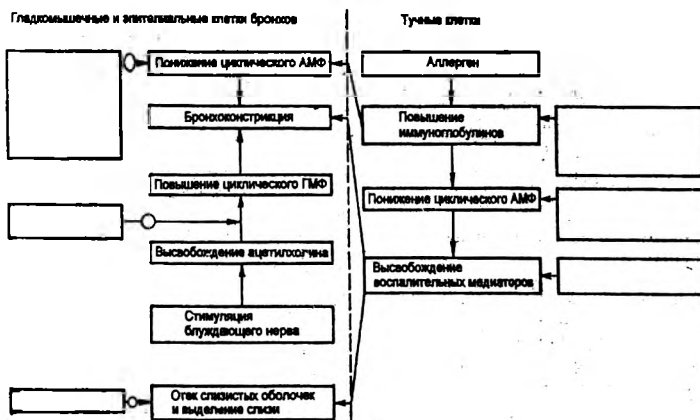 Гладкомышечные и эпителиальные клетки бронхов
Тучные клетки
Понижение циклического АМФ
Аллерген
Бронхоконстрикция
Повышение
иммуноглобулинов
Повышение циклического ГМФ
Понижение циклического АМФ
Высвобождение ацетилхолина
Высвобождение
воспалительных медиаторов
Стимуляция
блуждающего нерва
Отек слизистых оболочек
и выделение слизи